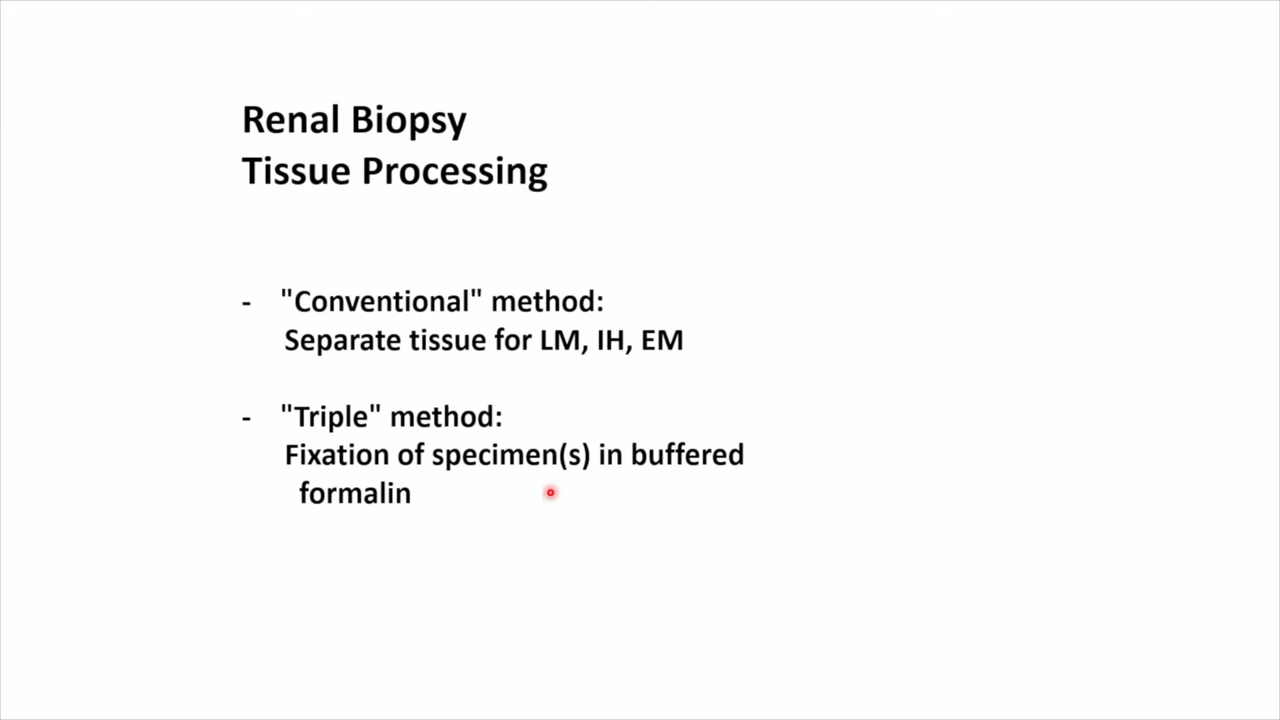 Renal Biopsy
Tissue Processing
- "Conventional" method:
Separate tissue for LM, IH, EM
- "Triple" method:
Fixation of specimen(s) in buffered
formalin